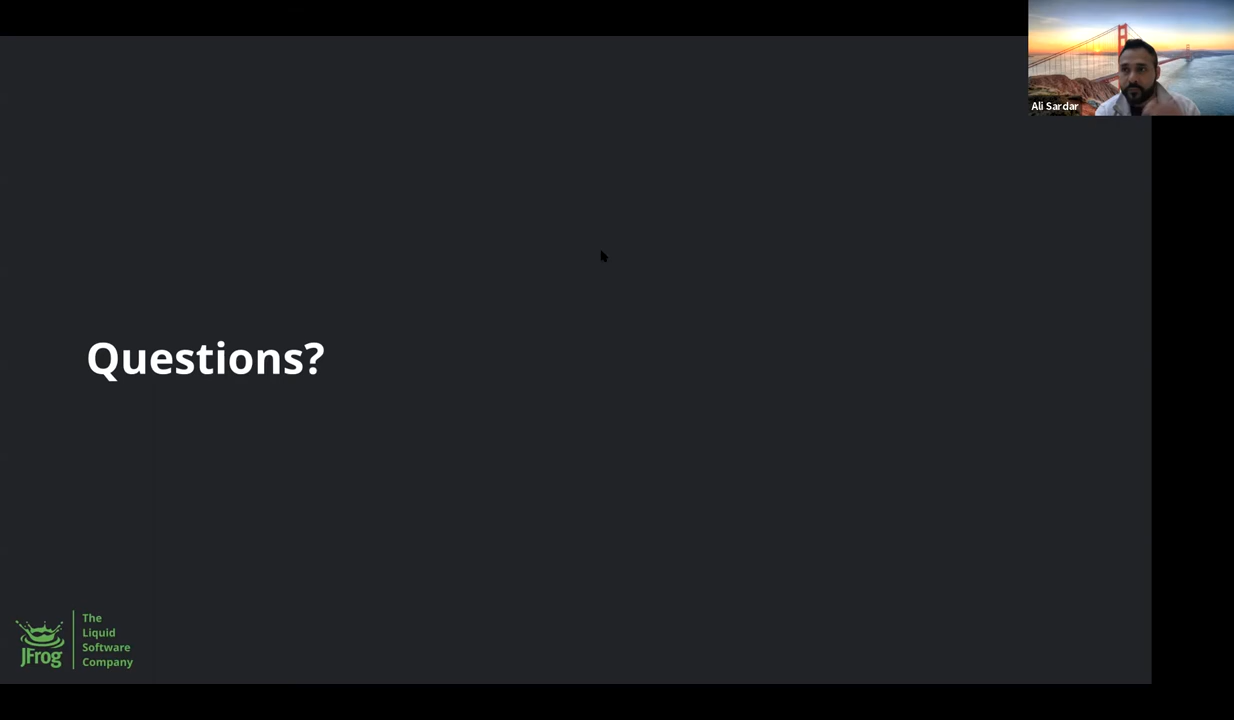 Ali Sardar
Questions?
JFrog
The
Liquid
Software
Company